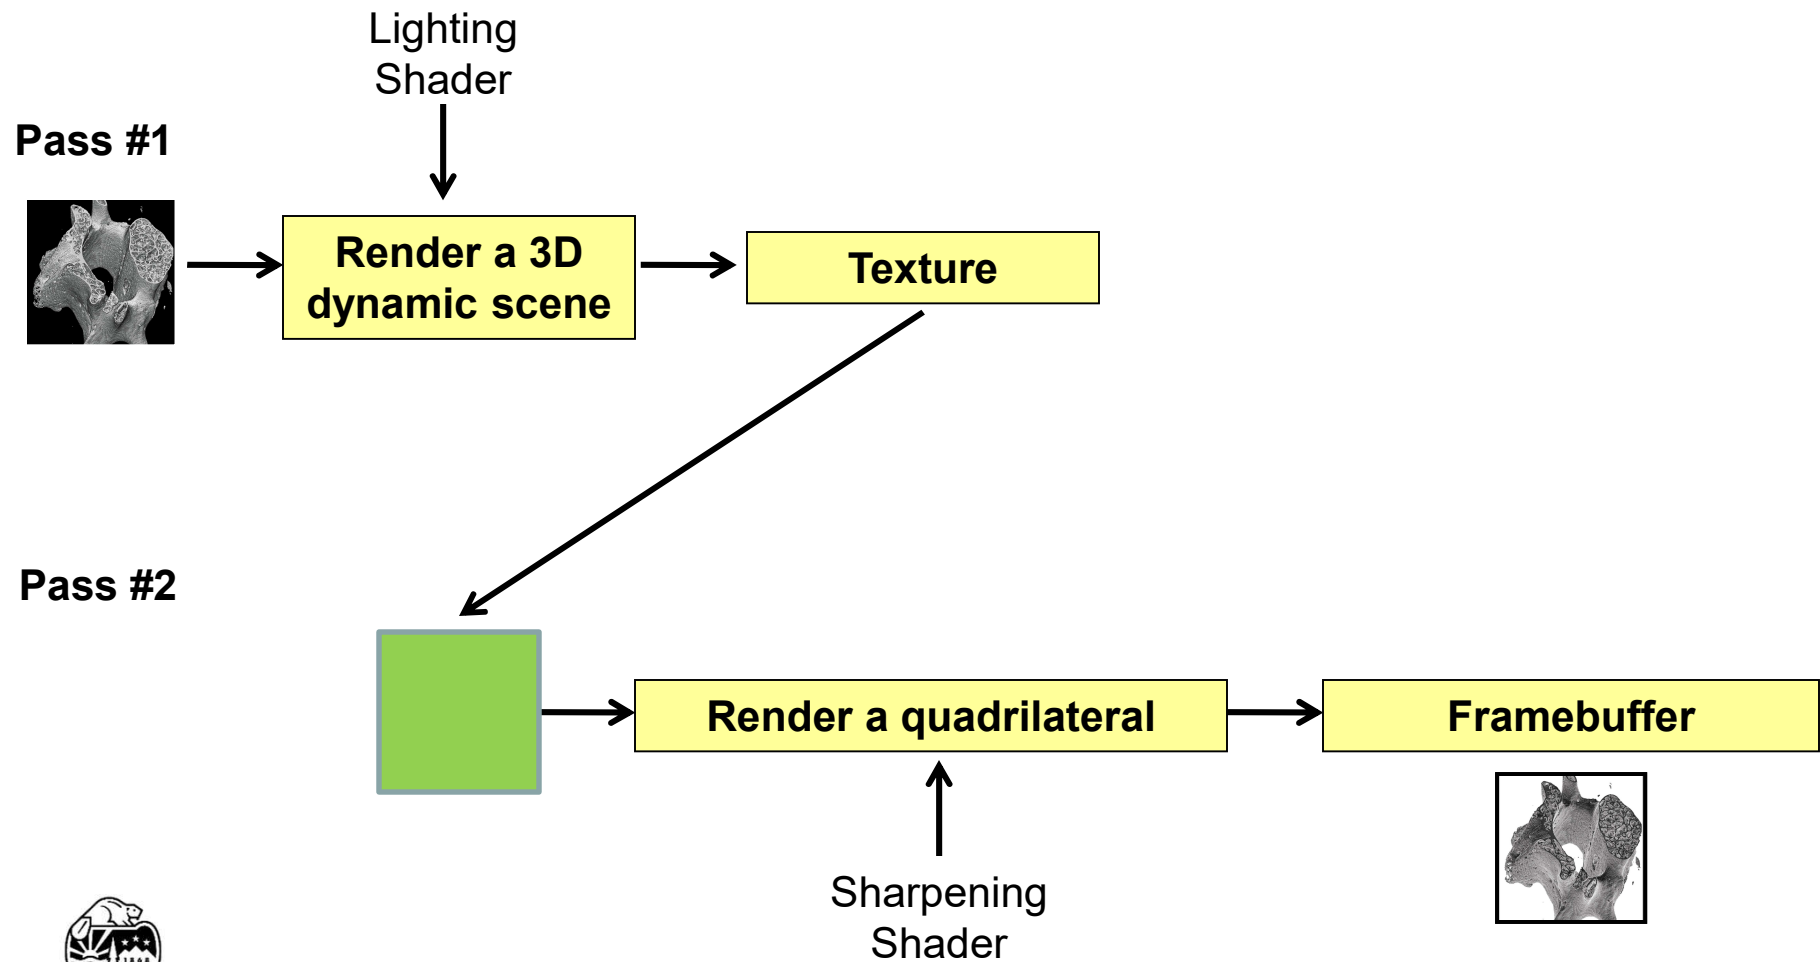 Lighting
Shader
Pass #1
Render a 3D
dynamic scene
Texture
Pass #2
Render a quadrilateral
Framebuffer
Sharpening
Shader